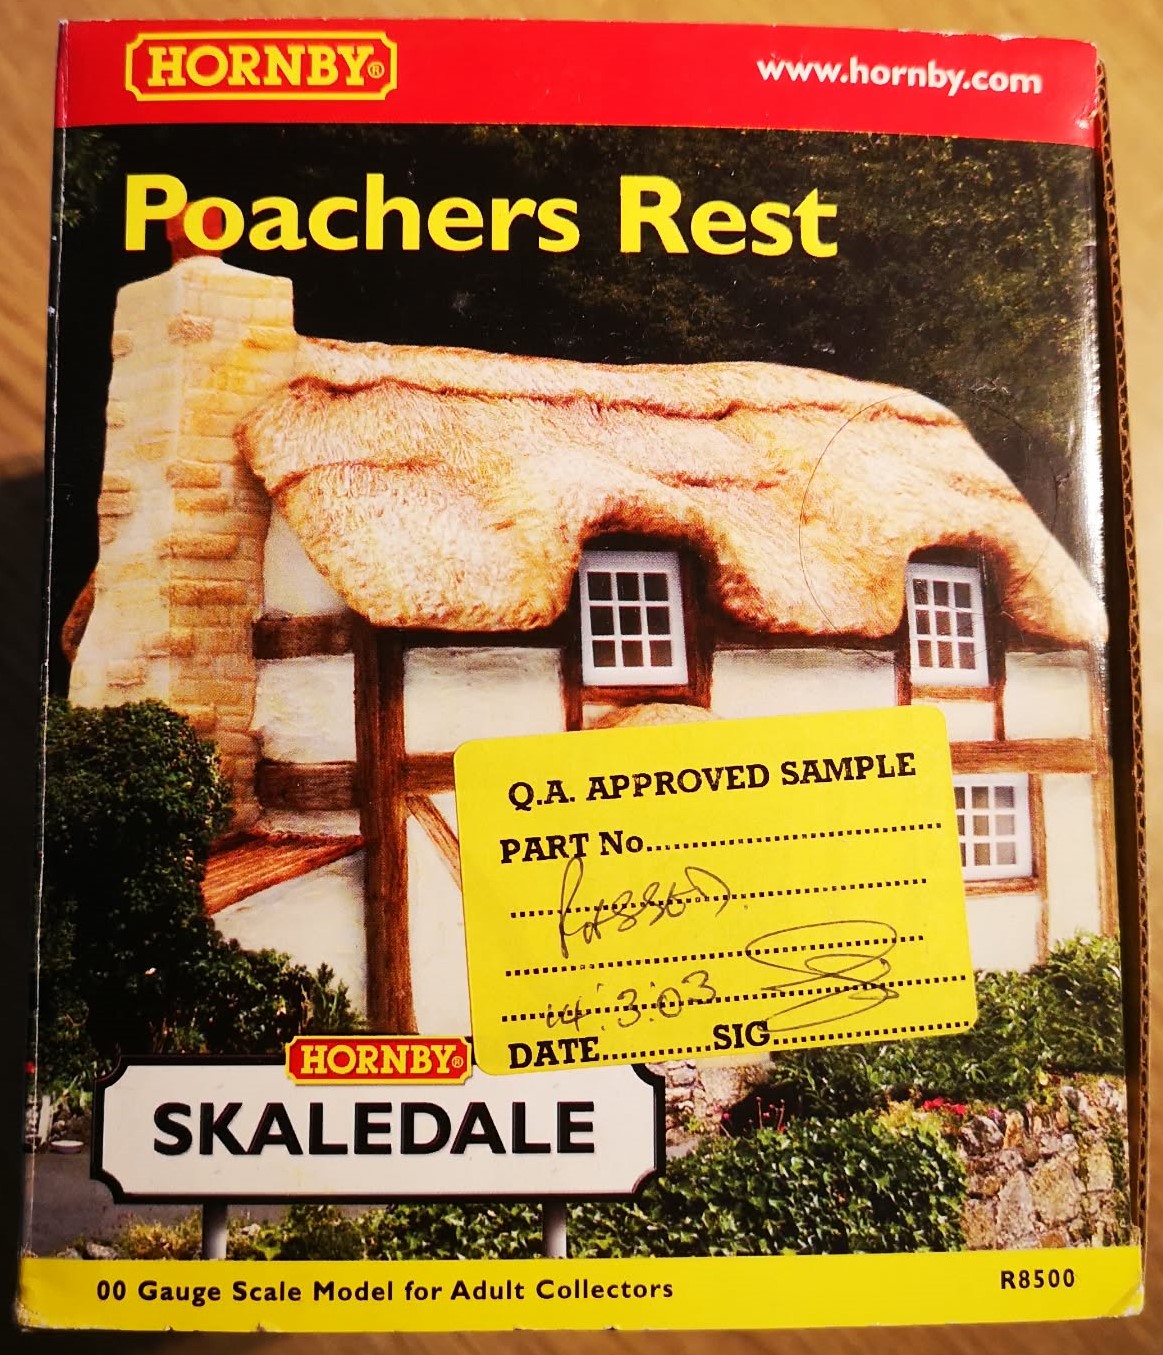 HORNBY®
www.hornby.com
Poachers Rest
Q.A. APPROVED SAMPLE
PART No.
14.3.03
DATE SIG
HORNBY®
SKALEDALE
00 Gauge Scale Model for Adult Collectors
R8500